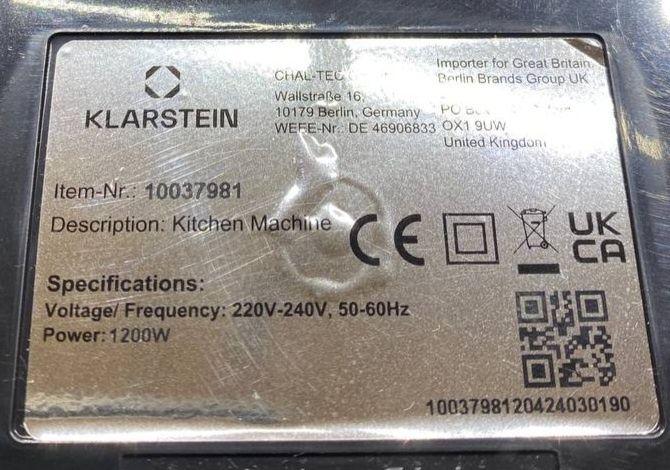 KLARSTEIN
CHAL-TEC
Wallstraße 16,
10179 Berlin, Germany
WEEE-Nr.: DE 46906833
Importer for Great Britain
Berlin Brands Group UK
PO
OX1 9UW
United Kingdom
Item-Nr.: 10037981
Description: Kitchen Machine
CE
UK
CA
Specifications:
Voltage/ Frequency: 220V-240V, 50-60Hz
Power: 1200W
1003798120424030190